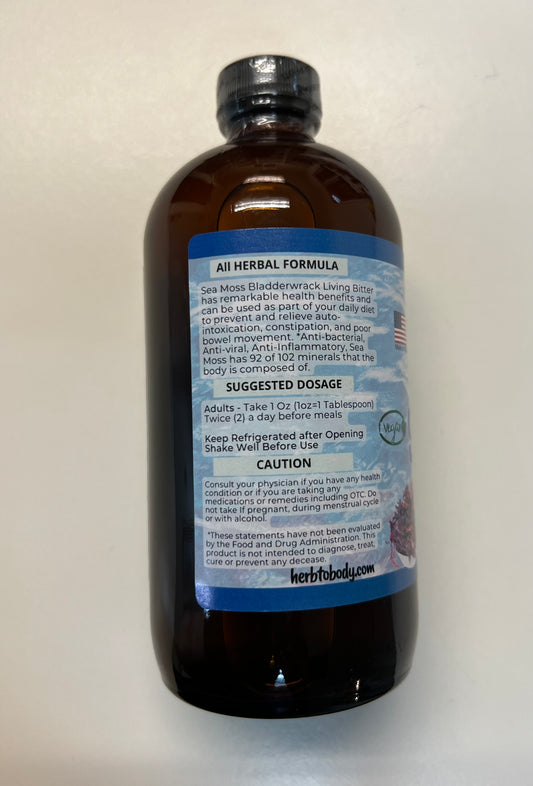 All HERBAL FORMULA
Sea Moss Bladderwrack Living Bitter
has remarkable health benefits and
can be used as part of your daily diet
to prevent and relieve auto-
intoxication, constipation, and poor
bowel movement. *Anti-bacterial,
Anti-viral, Anti-Inflammatory, Sea
Moss has 92 of 102 minerals that the
body is composed of.
SUGGESTED DOSAGE
Adults - Take 1 Oz (1oz=1 Tablespoon)
Twice (2) a day before meals
Keep Refrigerated after Opening
Shake Well Before Use
CAUTION
Consult your physician if you have any health
condition or if you are taking any
medications or remedies including OTC. Do
not take If pregnant, during menstrual cycle
or with alcohol.
*These statements have not been evaluated
by the Food and Drug Administration. This
product is not intended to diagnose, treat,
cure or prevent any decease.
herbtobody.com
vegan